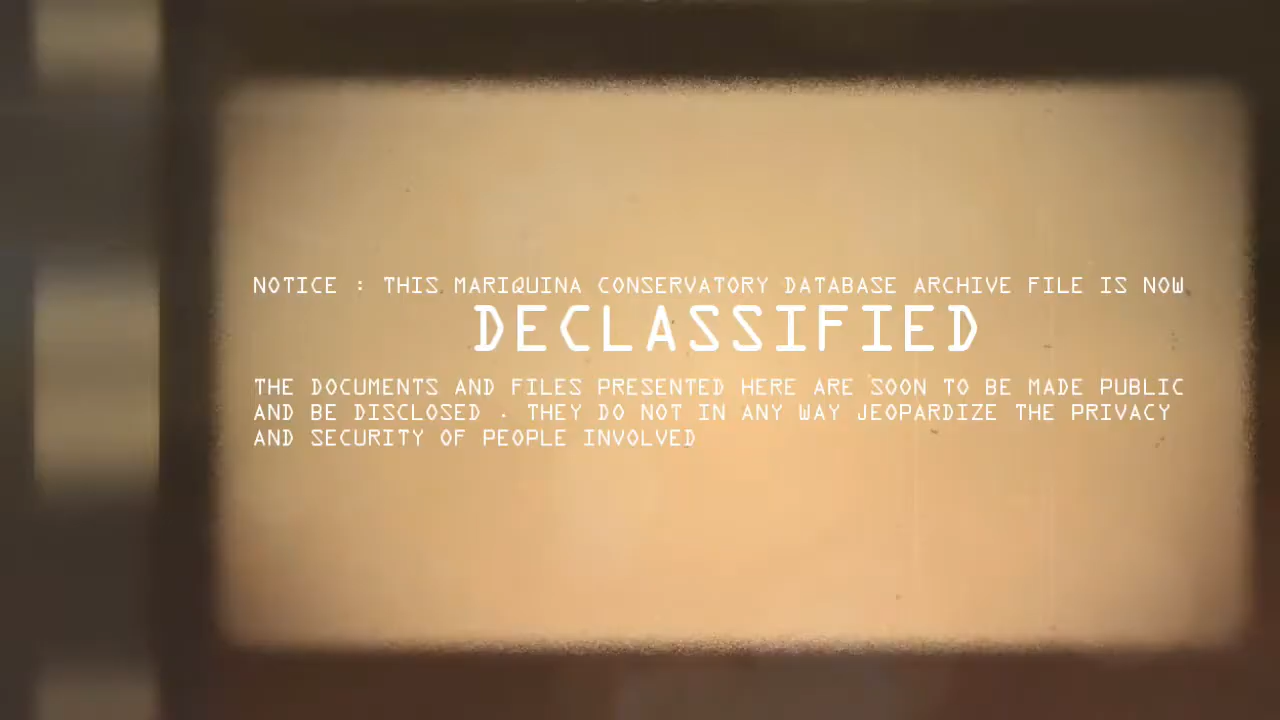 NOTICE : THIS MARIQUINA CONSERVATORY DATABASE ARCHIVE FILE IS NOW
DECLASSIFIED
THE DOCUMENTS AND FILES PRESENTED HERE ARE SOON TO BE MADE PUBLIC
AND BE DISCLOSED . THEY DO NOT IN ANY WAY JEOPARDIZE THE PRIVACY
AND SECURITY OF PEOPLE INVOLVED